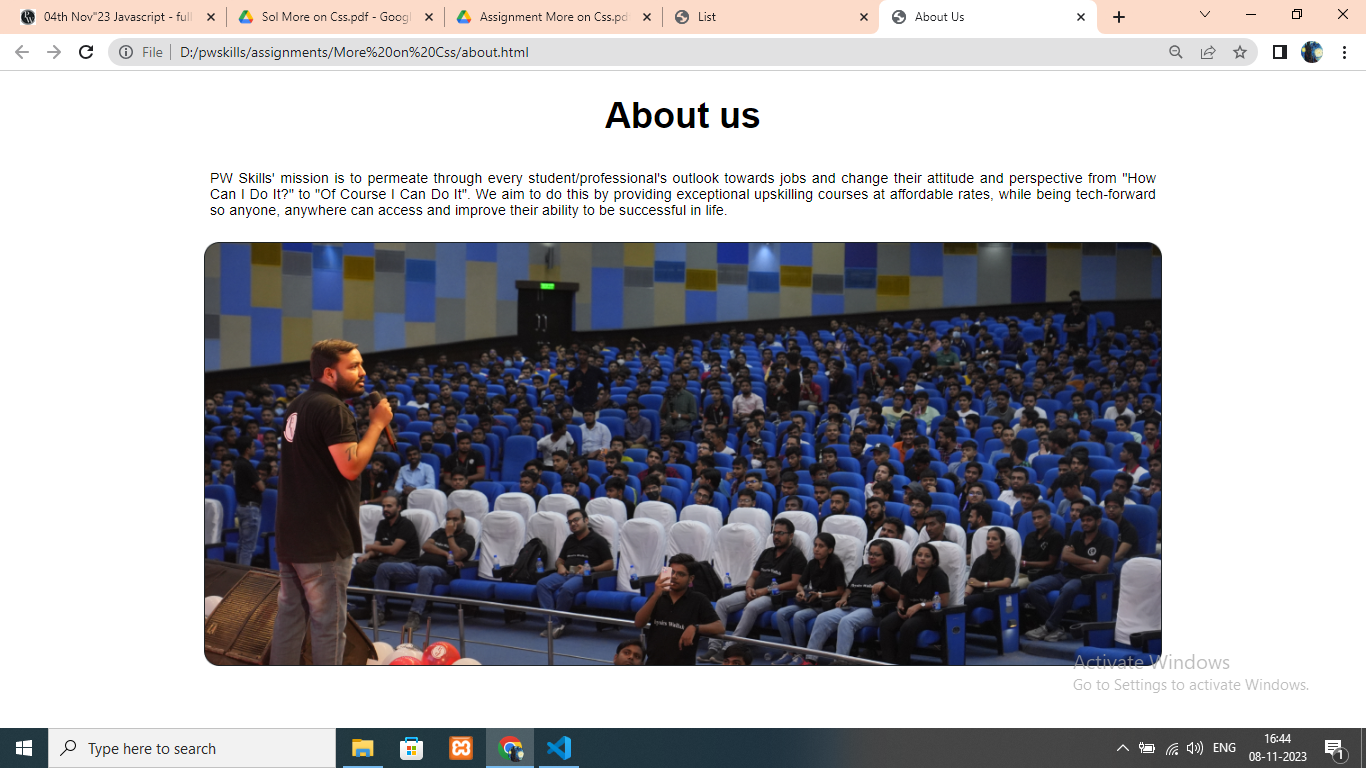 04th Nov"23 Javascript - full
Sol More on Css.pdf - Googl
Assignment More on Css.pd
List
About Us
File
D:/pwskills/assignments/More%20on%20Css/about.html
About us
PW Skills' mission is to permeate through every student/professional's outlook towards jobs and change their attitude and perspective from "How
Can I Do It?" to "Of Course I Can Do It". We aim to do this by providing exceptional upskilling courses at affordable rates, while being tech-forward
so anyone, anywhere can access and improve their ability to be successful in life.
Activate Windows
Go to Settings to activate Windows.
Type here to search
ENG
16:44
08-11-2023
1